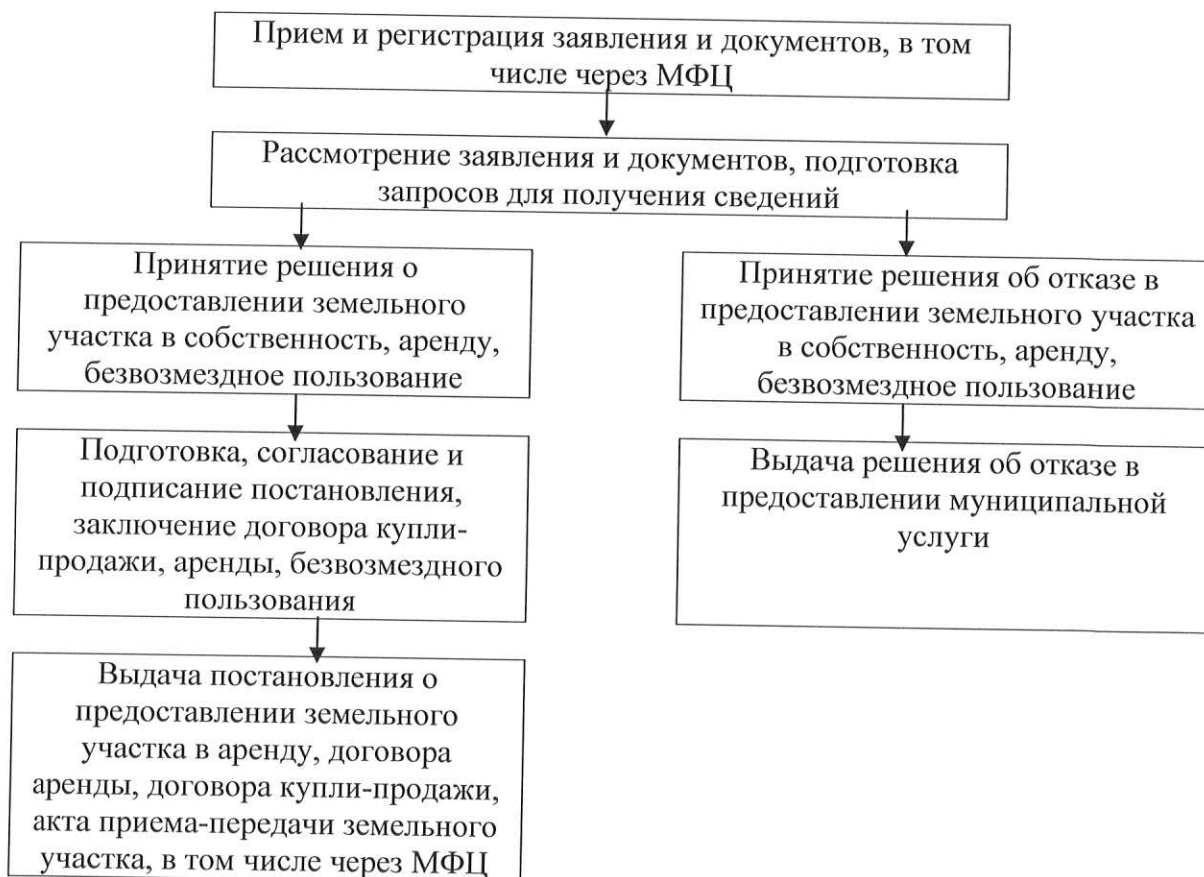 Прием и регистрация заявления и документов, в том
числе через МФЦ
Рассмотрение заявления и документов, подготовка
запросов для получения сведений
Принятие решения о
предоставлении земельного
участка в собственность, аренду,
безвозмездное пользование
Принятие решения об отказе в
предоставлении земельного участка
в собственность, аренду,
безвозмездное пользование
Подготовка, согласование и
подписание постановления,
заключение договора купли-
продажи, аренды, безвозмездного
пользования
Выдача решения об отказе в
предоставлении муниципальной
услуги
Выдача постановления о
предоставлении земельного
участка в аренду, договора
аренды, договора купли-продажи,
акта приема-передачи земельного
участка, в том числе через МФЦ